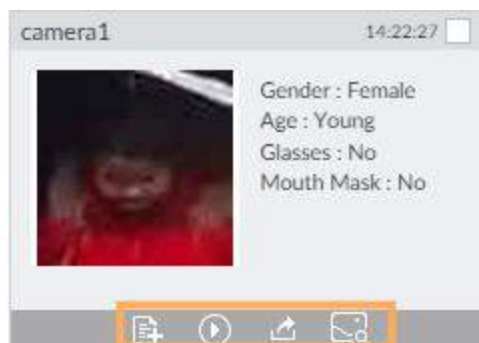 camera1 14:22:27
Gender : Female
Age : Young
Glasses : No
Mouth Mask : No